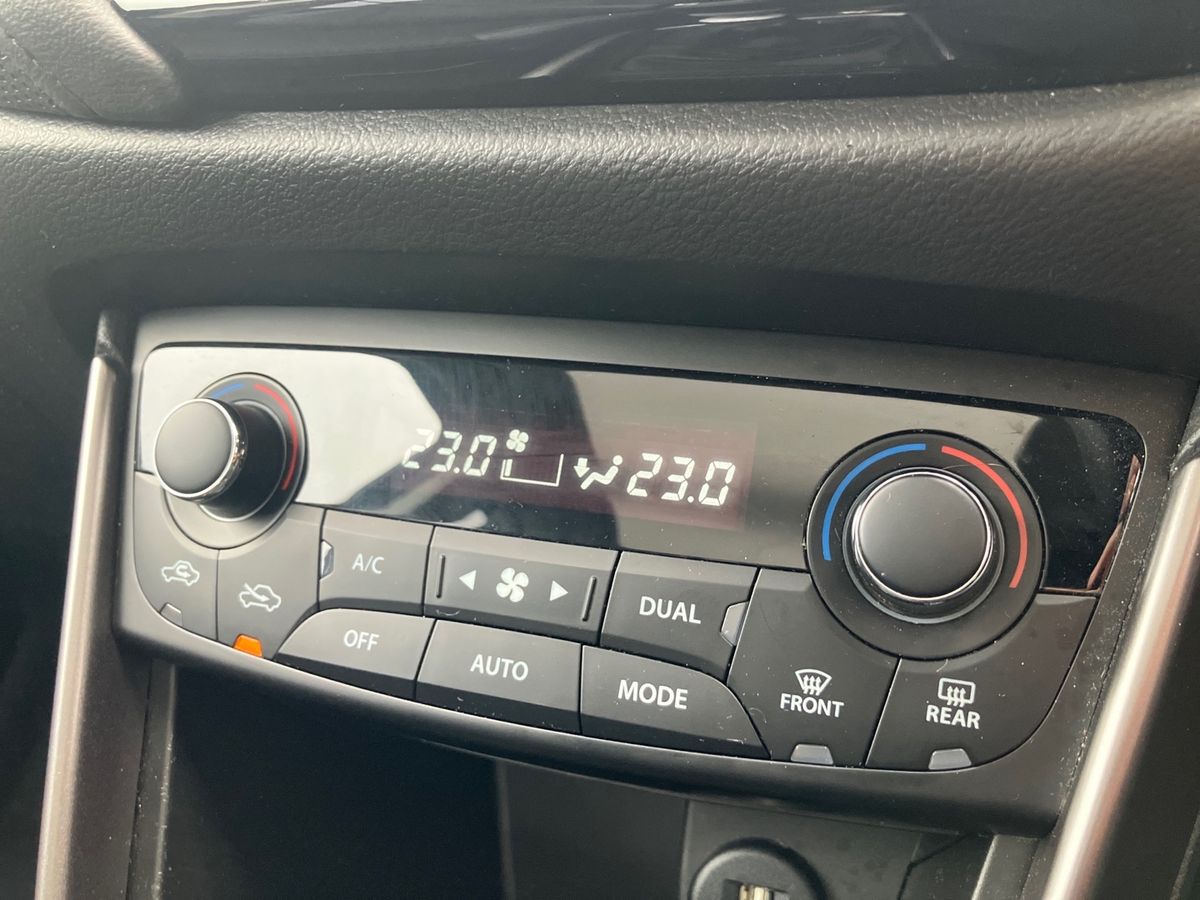 23.0 23.0
A/C
DUAL
OFF
AUTO
MODE
FRONT
REAR